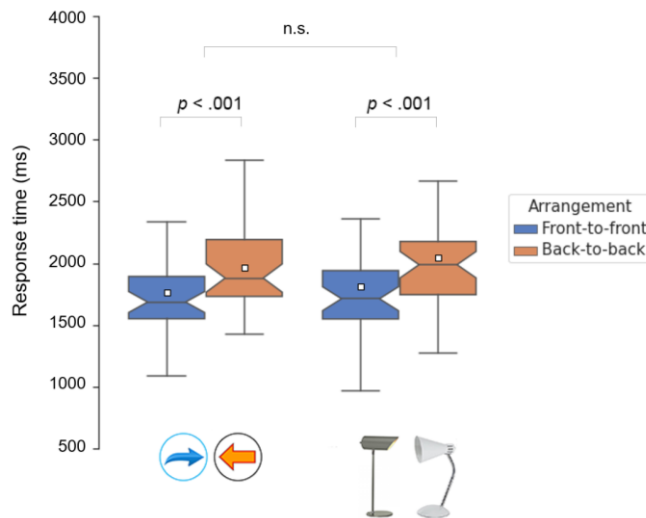 4000
n.s.
3500
p < .001 p < .001
3000
2500
2000
1500
1000
500
Response time (ms)
Arrangement
Front-to-front
Back-to-back